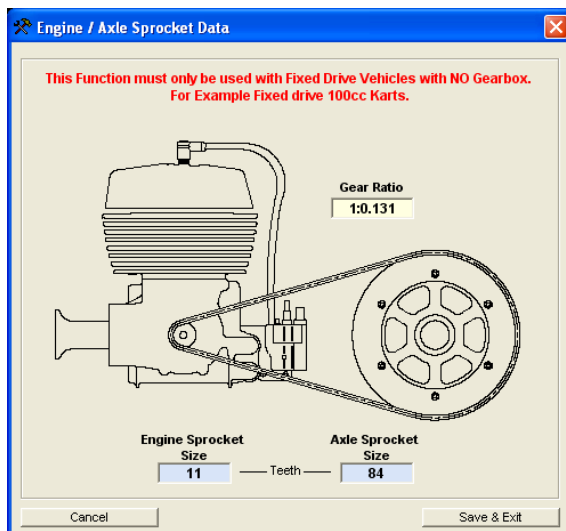 Engine / Axle Sprocket Data
This Function must only be used with Fixed Drive Vehicles with NO Gearbox.
For Example Fixed drive 100cc Karts.
Gear Ratio
1:0.131
Engine Sprocket
Size
11
Teeth
Axle Sprocket
Size
84
Cancel
Save & Exit